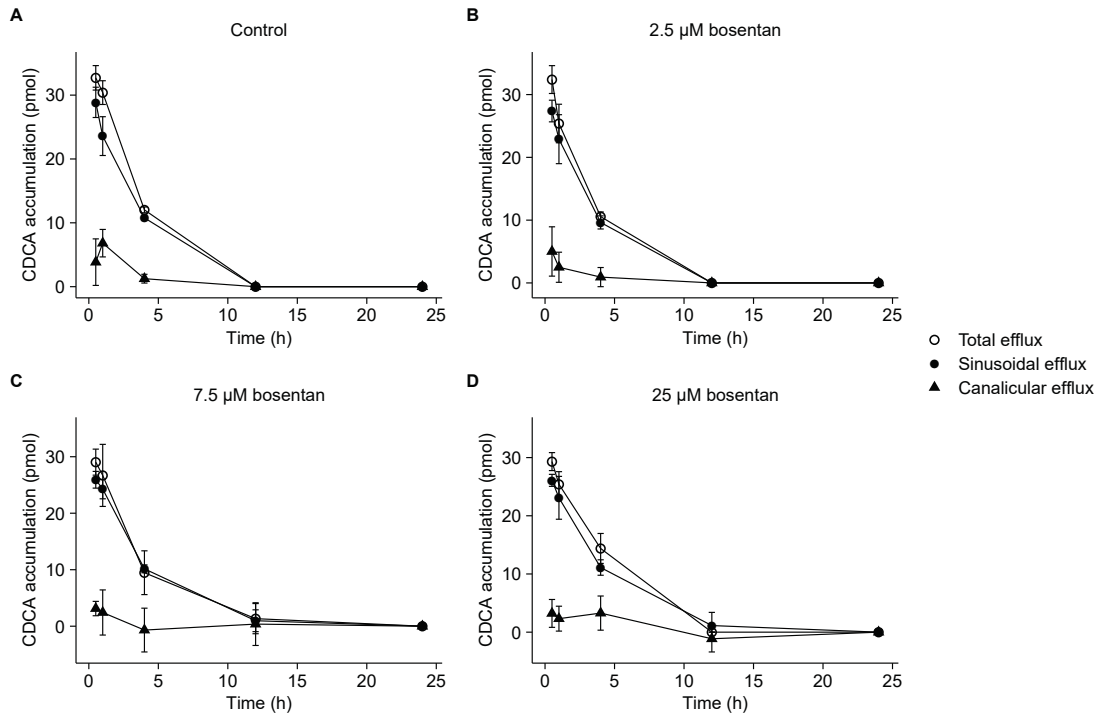 A
Control
CDCA accumulation (pmol)
30
20
10
0
0 5 10 15 20 25
Time (h)
B
2.5 µM bosentan
CDCA accumulation (pmol)
30
20
10
0
0 5 10 15 20 25
Time (h)
Total efflux
Sinusoidal efflux
Canalicular efflux
C
7.5 µM bosentan
CDCA accumulation (pmol)
30
20
10
0
0 5 10 15 20 25
Time (h)
D
25 µM bosentan
CDCA accumulation (pmol)
30
20
10
0
0 5 10 15 20 25
Time (h)